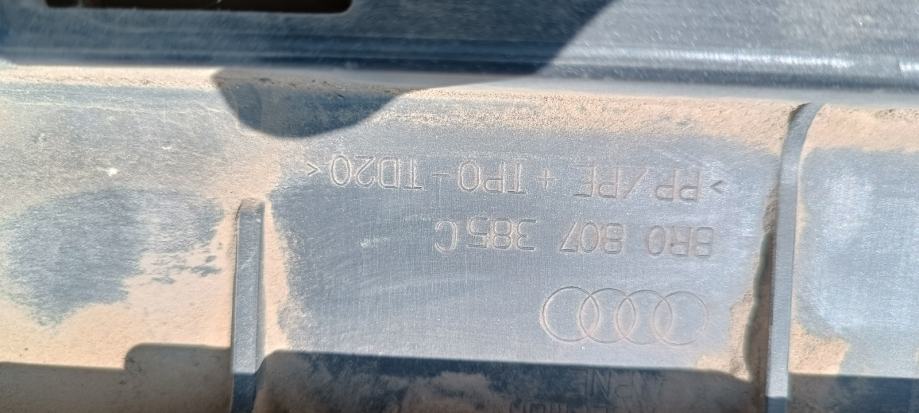 8R0 807 385 C
>PP/PE + TPO-TD20<